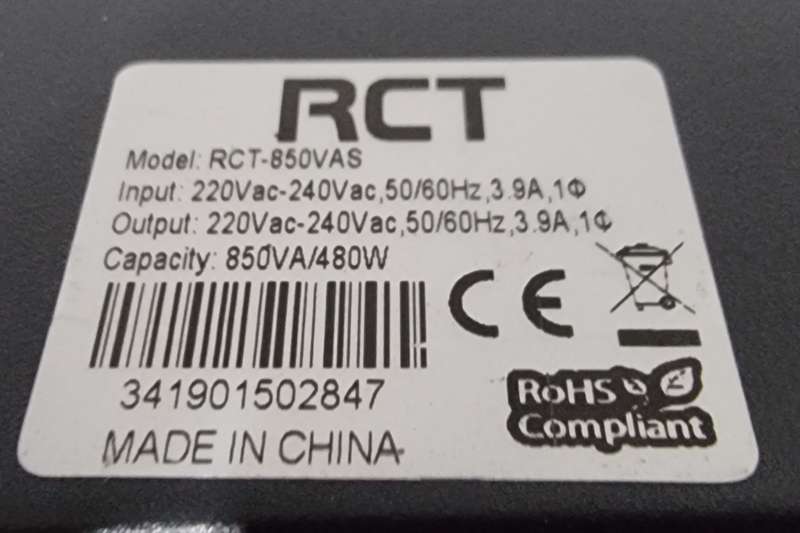 RCT
Model: RCT-850VAS
Input: 220Vac-240Vac,50/60Hz,3.9A,1Φ
Output: 220Vac-240Vac,50/60Hz,3.9A,1Φ
Capacity: 850VA/480W
CE
341901502847
RoHS
Compliant
MADE IN CHINA